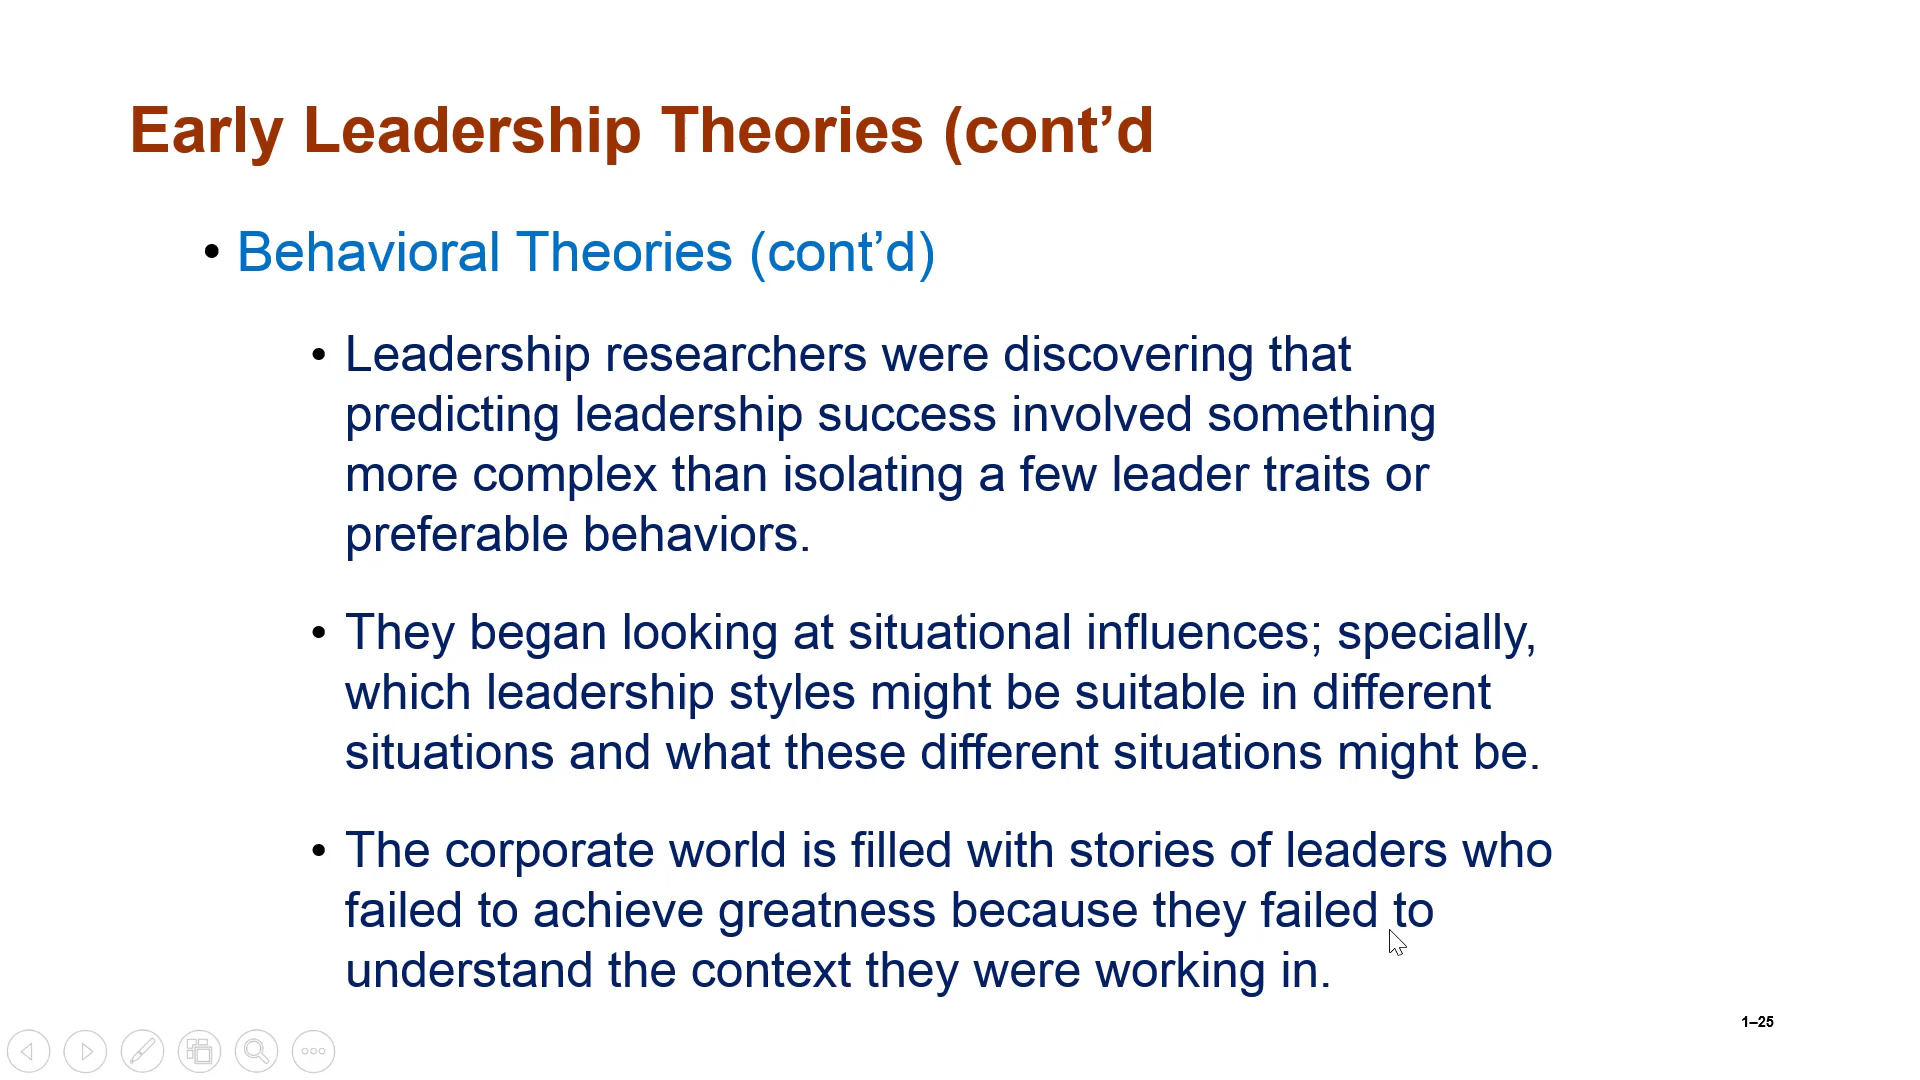 Early Leadership Theories (cont’d
• Behavioral Theories (cont’d)
• Leadership researchers were discovering that
predicting leadership success involved something
more complex than isolating a few leader traits or
preferable behaviors.
• They began looking at situational influences; specially,
which leadership styles might be suitable in different
situations and what these different situations might be.
• The corporate world is filled with stories of leaders who
failed to achieve greatness because they failed to
understand the context they were working in.
1–25